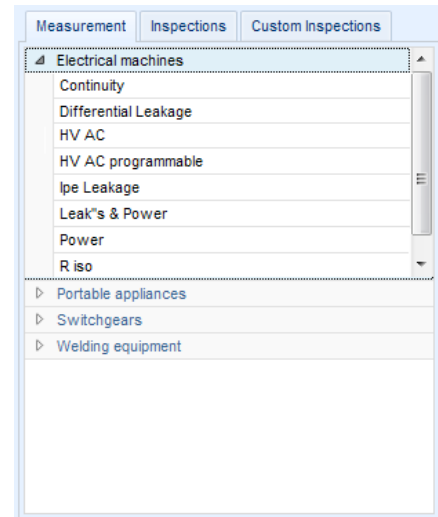 Measurement Inspections Custom Inspections
Electrical machines
Continuity
Differential Leakage
HV AC
HV AC programmable
Ipe Leakage
Leak"s & Power
Power
R iso
Portable appliances
Switchgears
Welding equipment